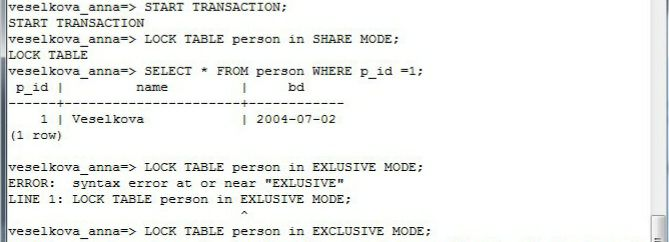 veselkova_anna=> START TRANSACTION;
START TRANSACTION
veselkova_anna=> LOCK TABLE person in SHARE MODE;
LOCK TABLE
veselkova_anna=> SELECT * FROM person WHERE p_id =1;
 p_id |          name          |     bd
------+------------------------+------------
    1 | Veselkova              | 2004-07-02
(1 row)
veselkova_anna=> LOCK TABLE person in EXLUSIVE MODE;
ERROR:  syntax error at or near "EXLUSIVE"
LINE 1: LOCK TABLE person in EXLUSIVE MODE;
                             ^
veselkova_anna=> LOCK TABLE person in EXCLUSIVE MODE;